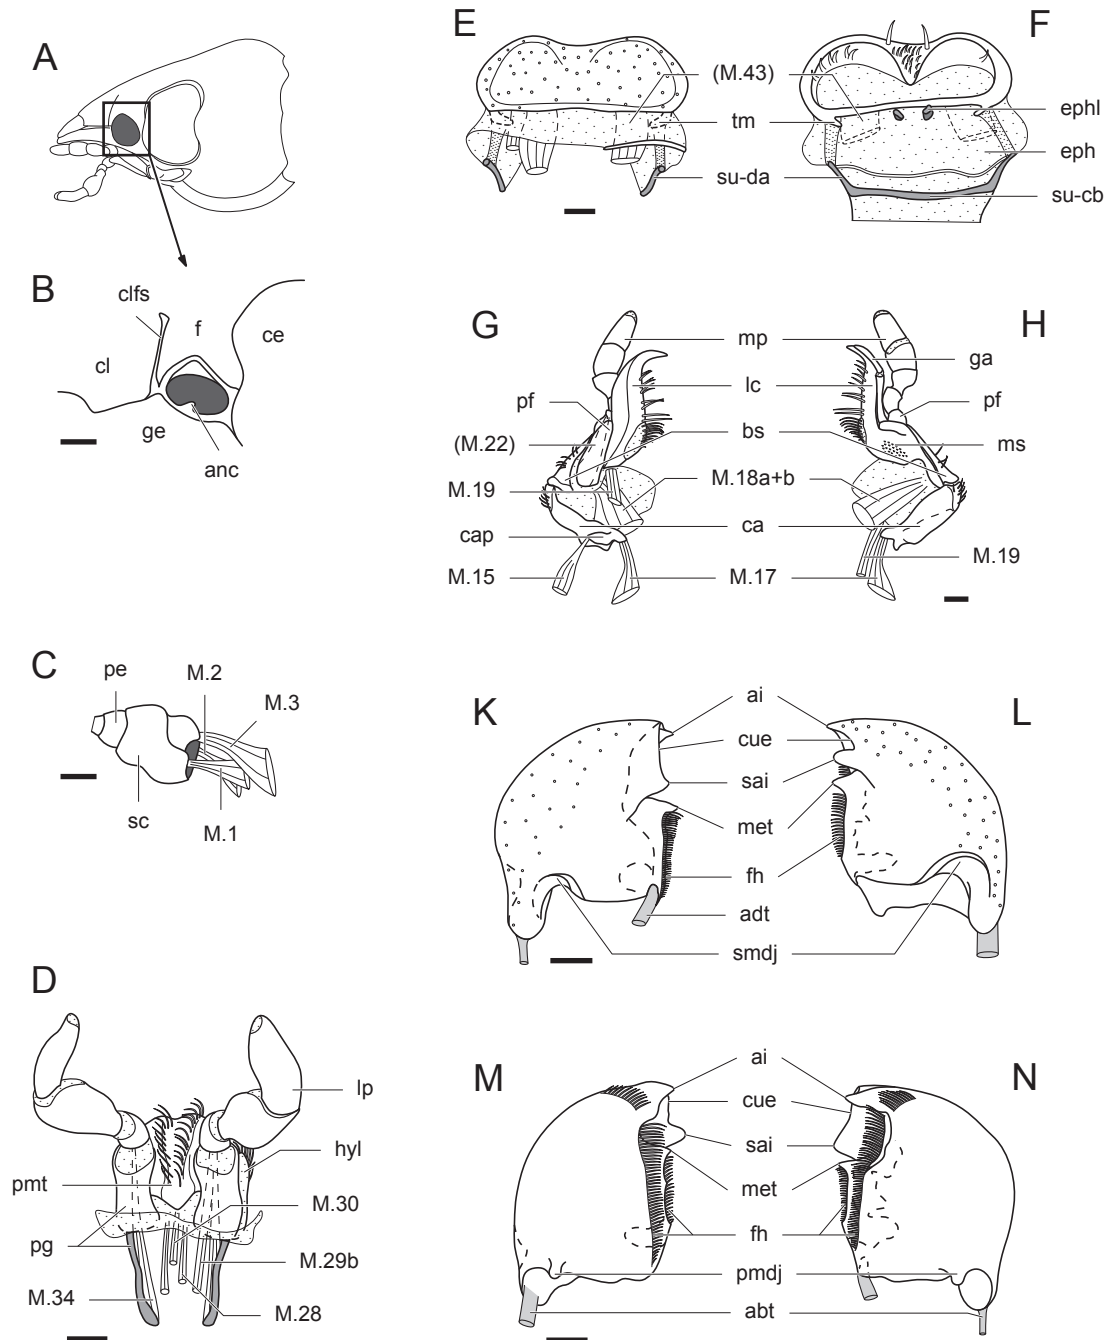 A
B
clfs
f
ce
cl
ge
anc
C
pe
M.2
M.3
sc
M.1
D
lp
hyl
pmt
M.30
pg
M.29b
M.34
M.28
E
F
(M.43)
tm
su-da
ephl
eph
su-cb
G
H
mp
ga
lc
pf
pf
bs
(M.22)
ms
M.19
M.18a+b
ca
cap
M.19
M.15
M.17
K
L
ai
cue
sai
met
fh
adt
smdj
M
N
ai
cue
sai
met
fh
pmdj
abt